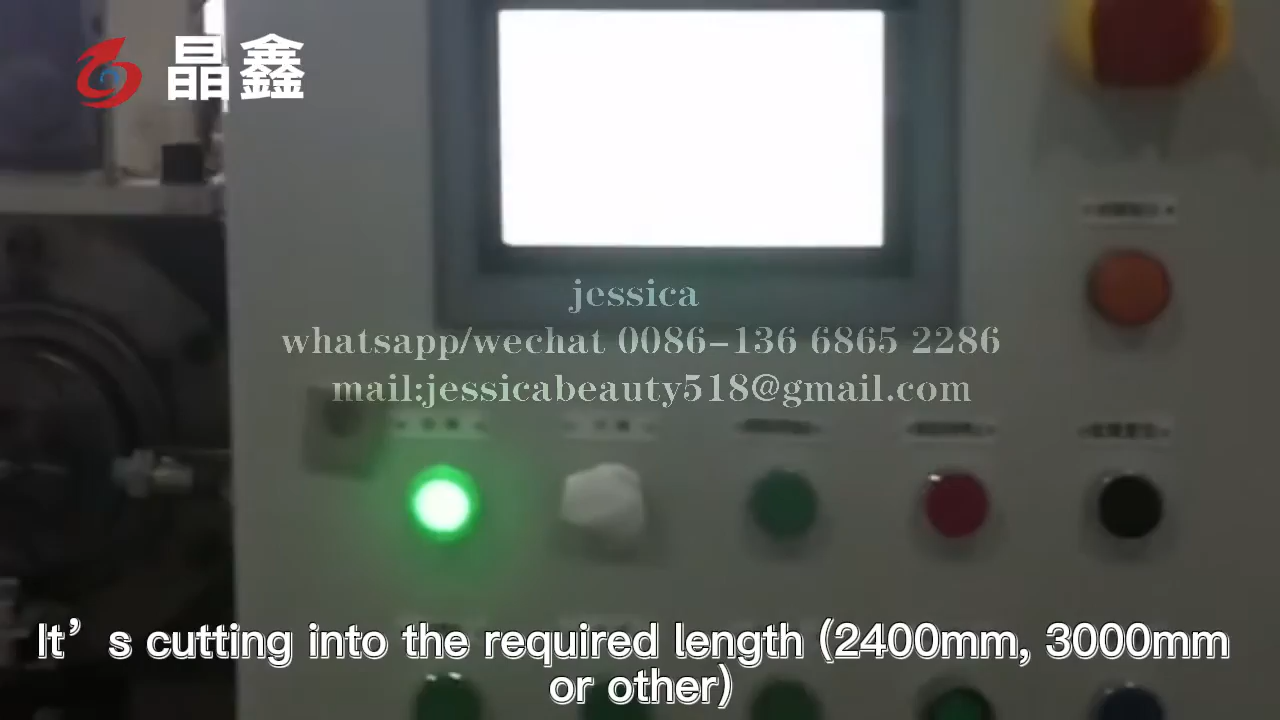 晶鑫
jessica
whatsapp/wechat 0086-136 6865 2286
mail:jessicabeauty518@gmail.com
It's cutting into the required length (2400mm, 3000mm
or other)